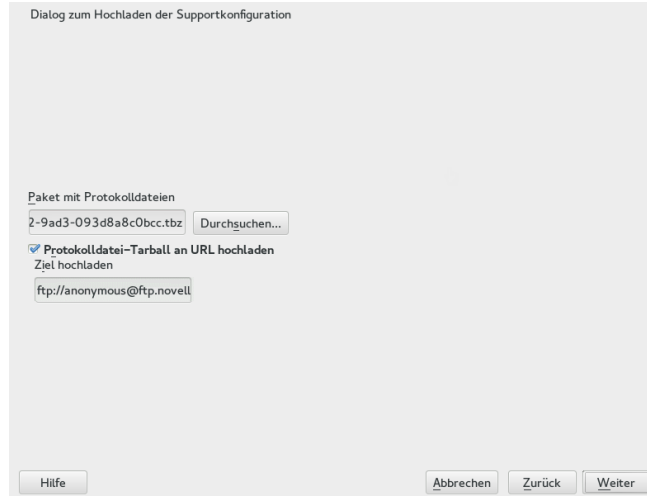 Dialog zum Hochladen der Supportkonfiguration
Paket mit Protokolldateien
2-9ad3-093d8a8c0bcc.tbz
Durchsuchen...
Protokolldatei-Tarball an URL hochladen
Ziel hochladen
ftp://anonymous@ftp.novell
Hilfe
Abbrechen
Zurück
Weiter